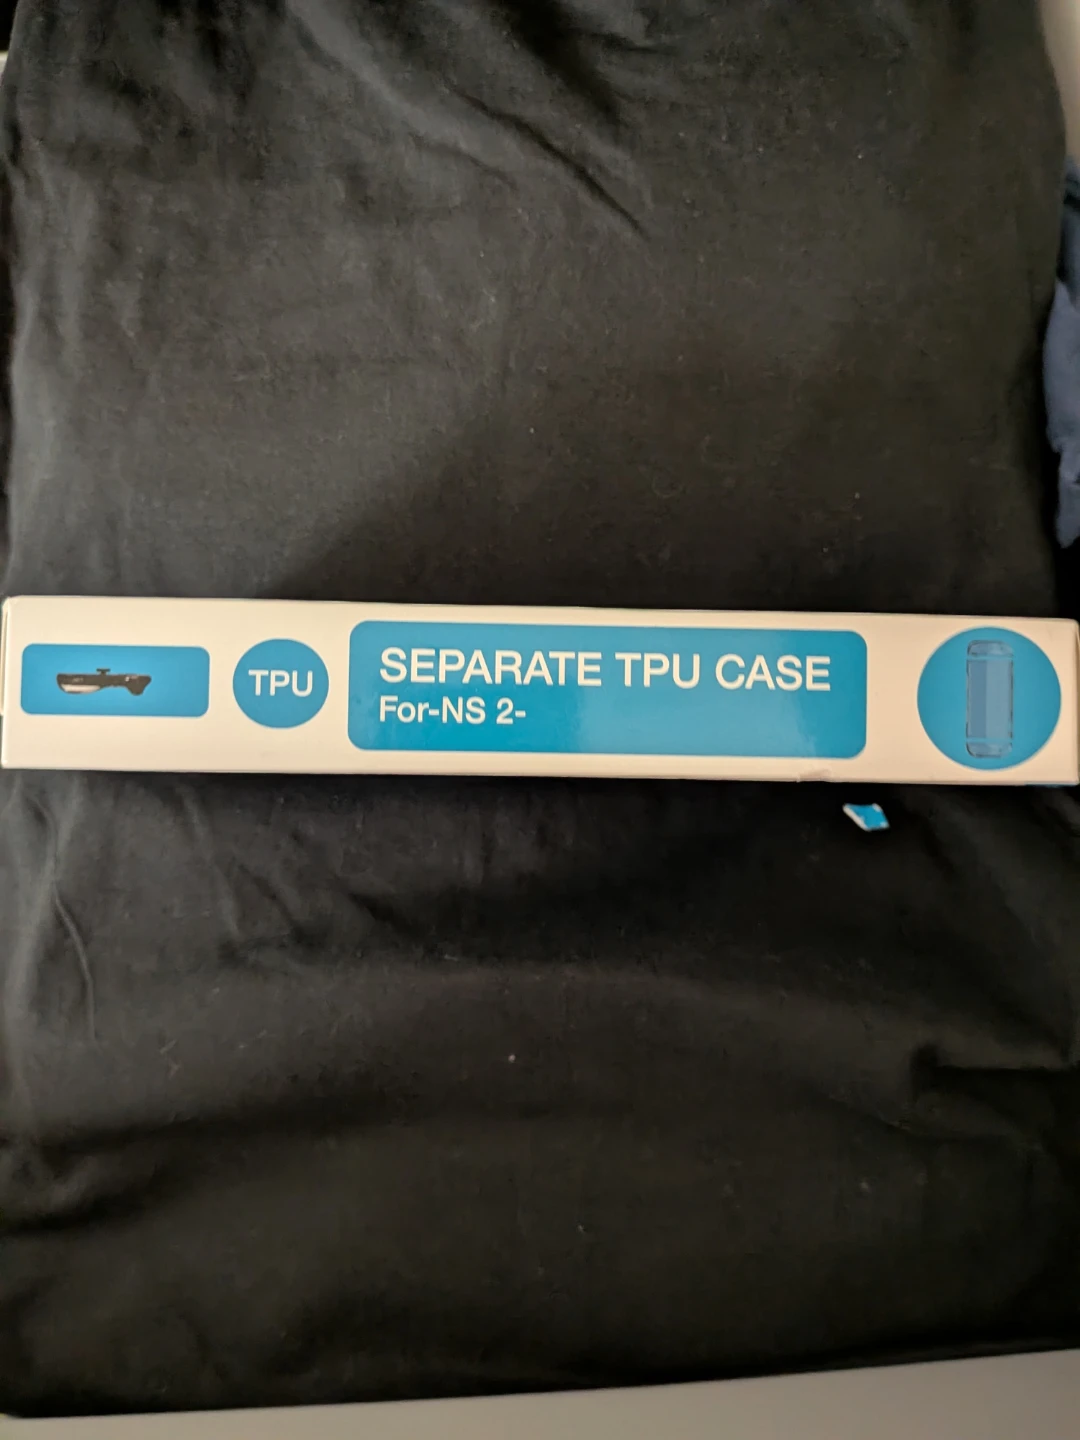 TPU
SEPARATE TPU CASE
For-NS 2-